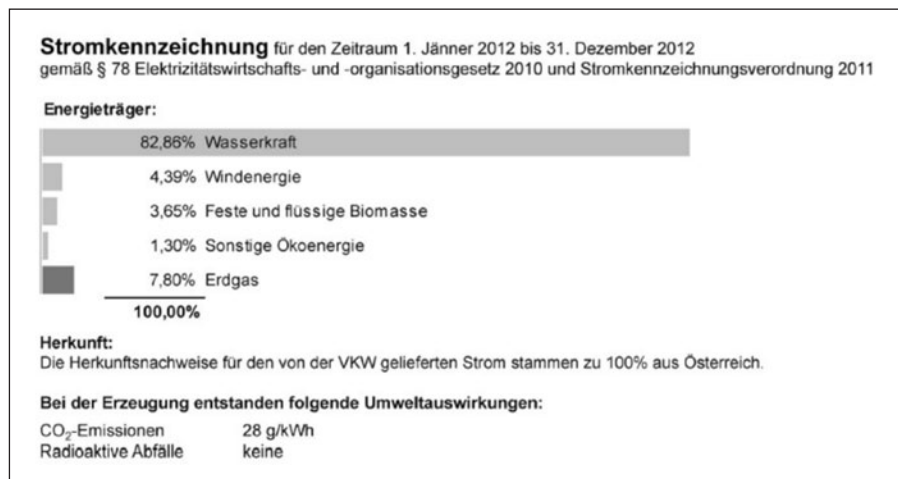 Stromkennzeichnung für den Zeitraum 1. Jänner 2012 bis 31. Dezember 2012
gemäß § 78 Elektrizitätswirtschafts- und -organisationsgesetz 2010 und Stromkennzeichnungsverordnung 2011
Energieträger:
82,86% Wasserkraft
4,39% Windenergie
3,65% Feste und flüssige Biomasse
1,30% Sonstige Ökoenergie
7,80% Erdgas
100,00%
Herkunft:
Die Herkunftsnachweise für den von der VKW gelieferten Strom stammen zu 100% aus Österreich.
Bei der Erzeugung entstanden folgende Umweltauswirkungen:
CO₂-Emissionen 28 g/kWh
Radioaktive Abfälle keine